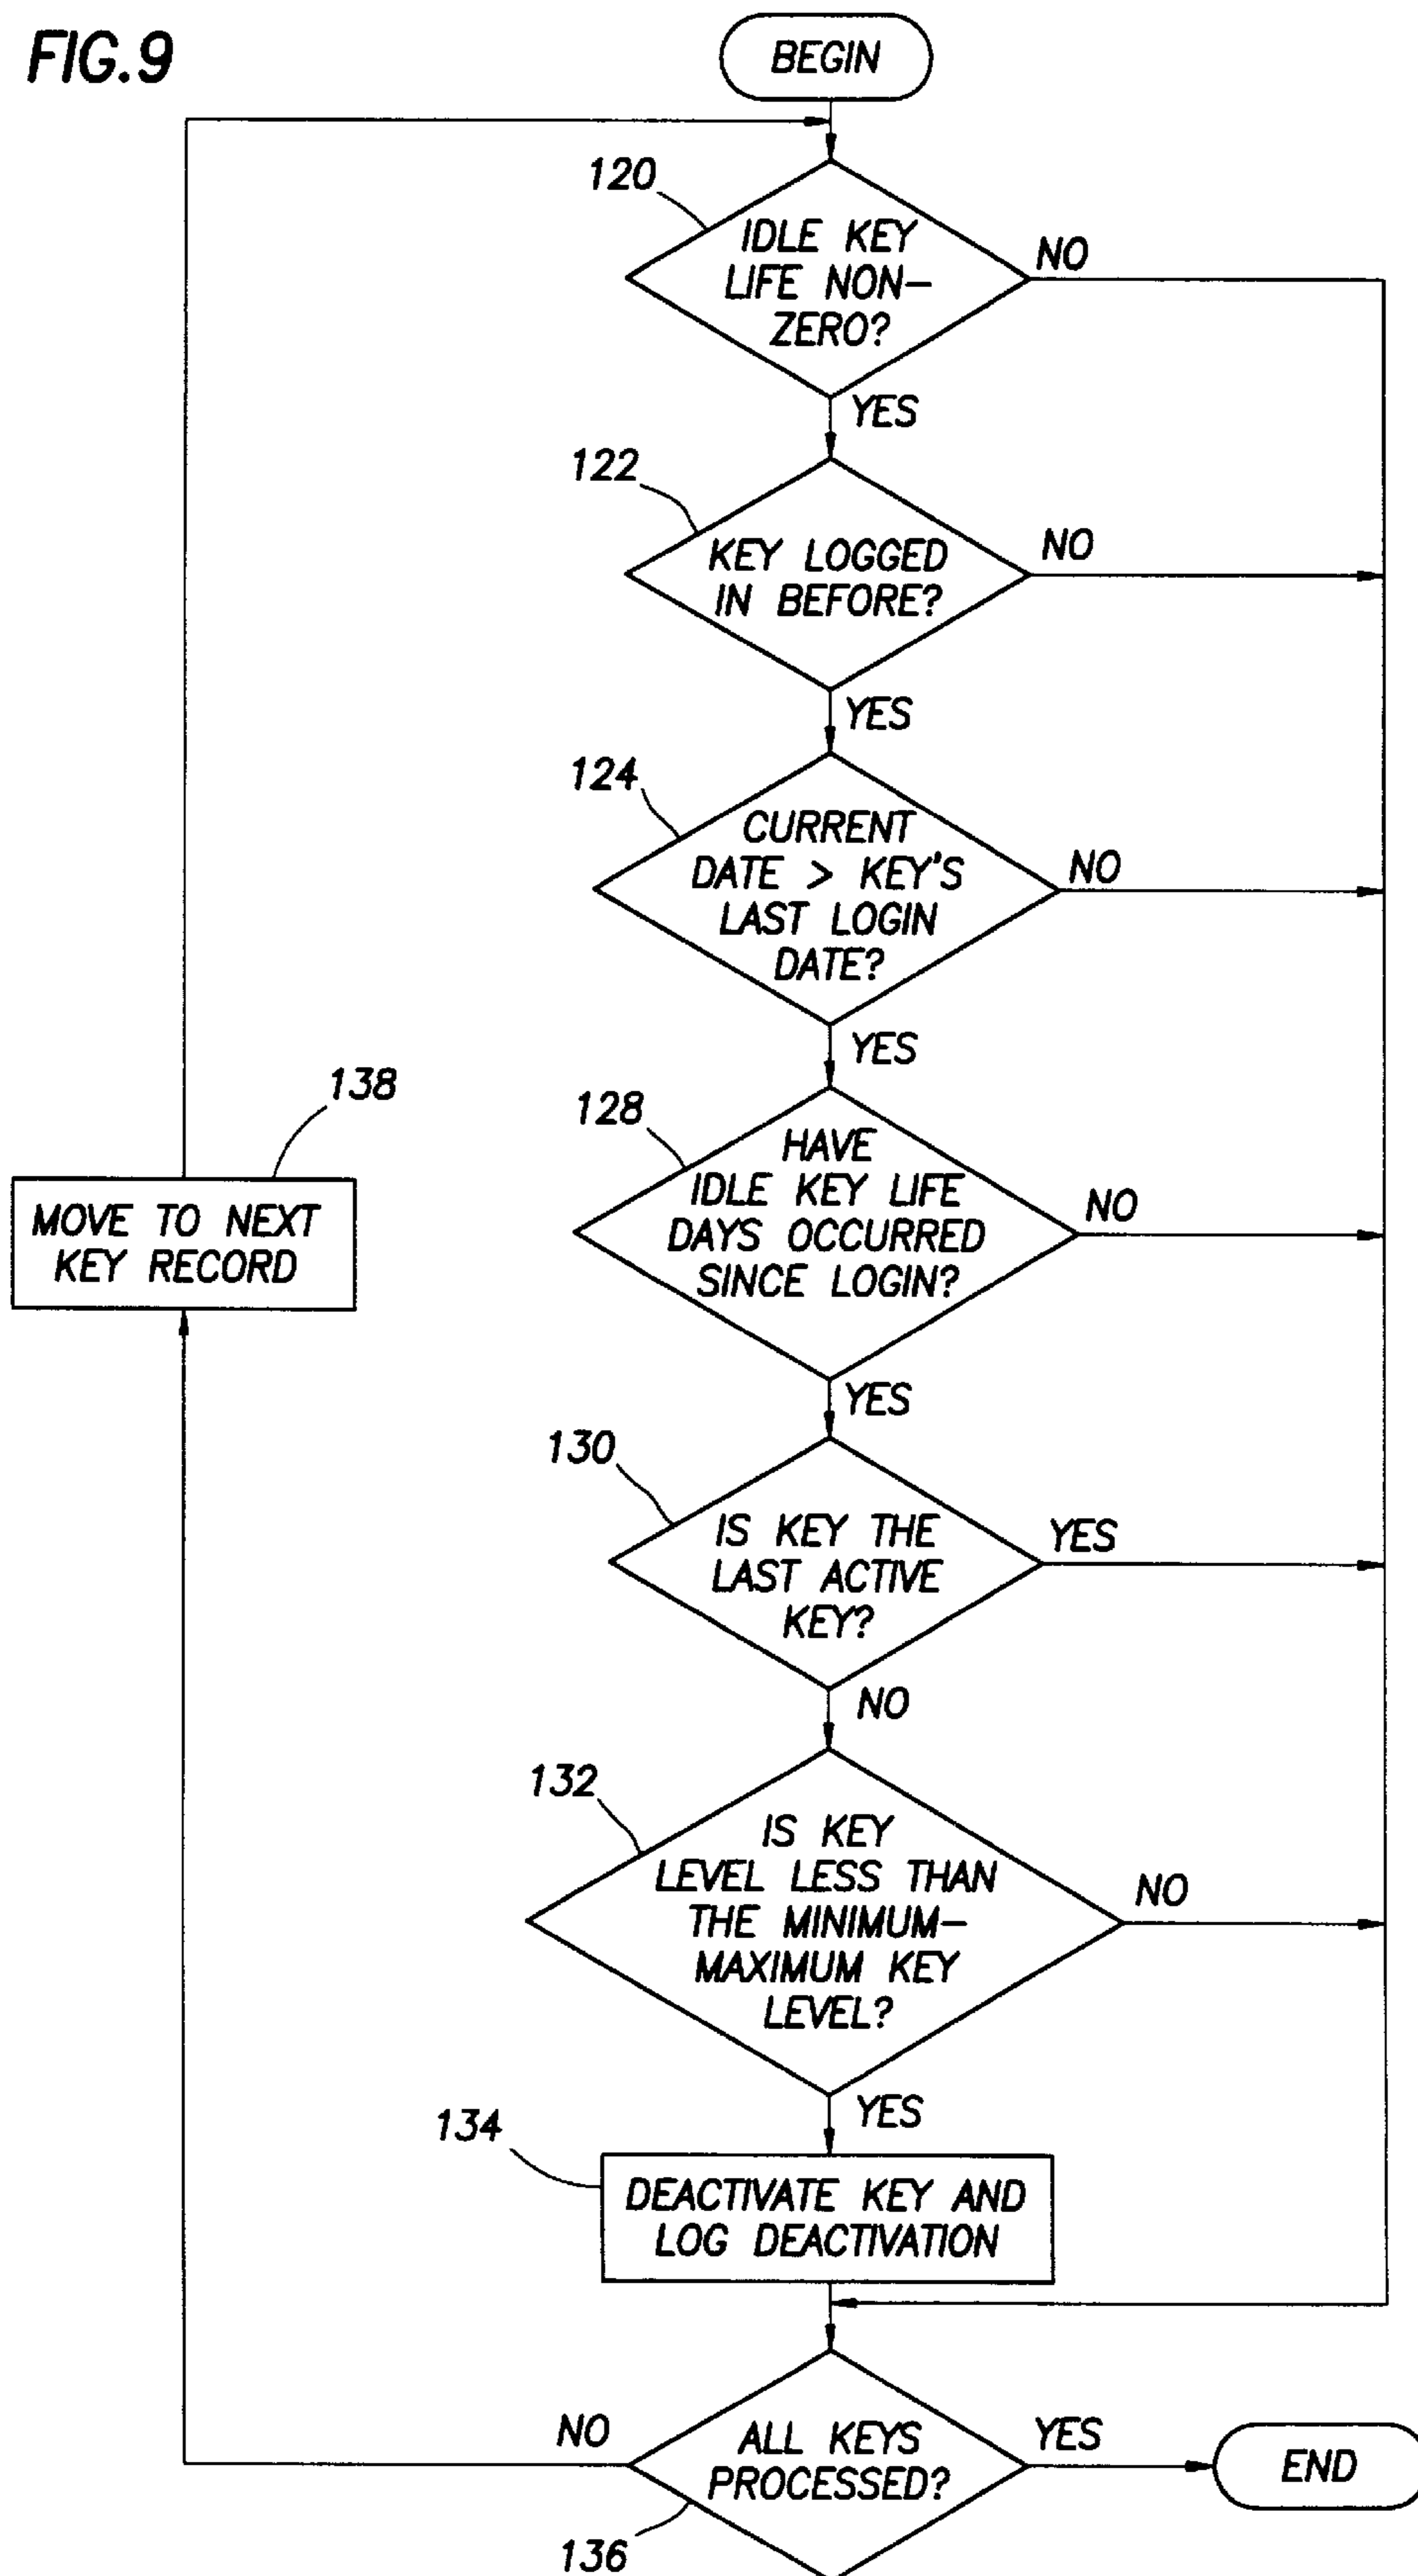 FIG.9
BEGIN
120
IDLE KEY
LIFE NON-
ZERO?
NO
YES
122
KEY LOGGED
IN BEFORE?
NO
YES
124
CURRENT
DATE > KEY'S
LAST LOGIN
DATE?
NO
YES
138
MOVE TO NEXT
KEY RECORD
128
HAVE
IDLE KEY LIFE
DAYS OCCURRED
SINCE LOGIN?
NO
YES
130
IS KEY THE
LAST ACTIVE
KEY?
YES
NO
132
IS KEY
LEVEL LESS THAN
THE MINIMUM-
MAXIMUM KEY
LEVEL?
NO
YES
134
DEACTIVATE KEY AND
LOG DEACTIVATION
NO
ALL KEYS
PROCESSED?
YES
END
136